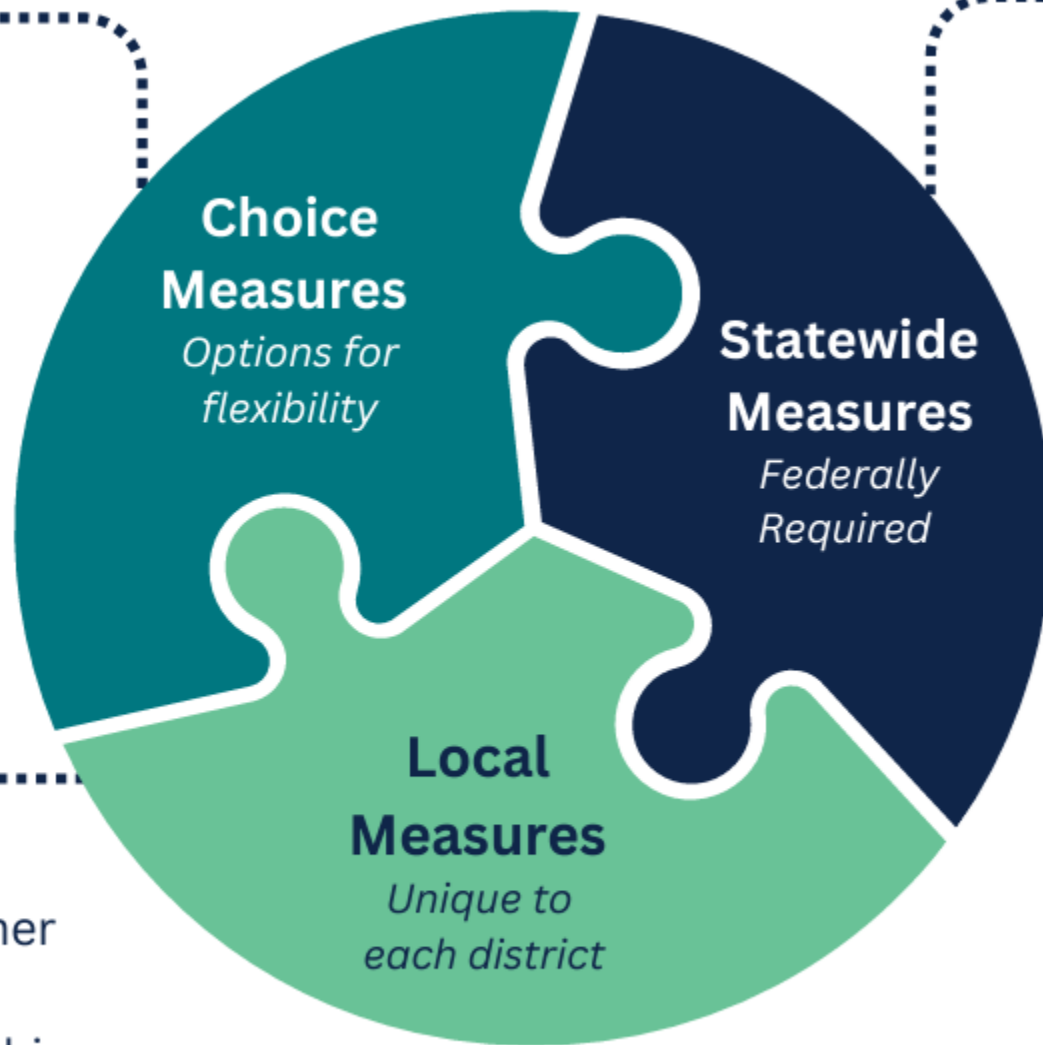 Choice
Measures
Options for
flexibility
Statewide
Measures
Federally
Required
Local
Measures
Unique to
each district